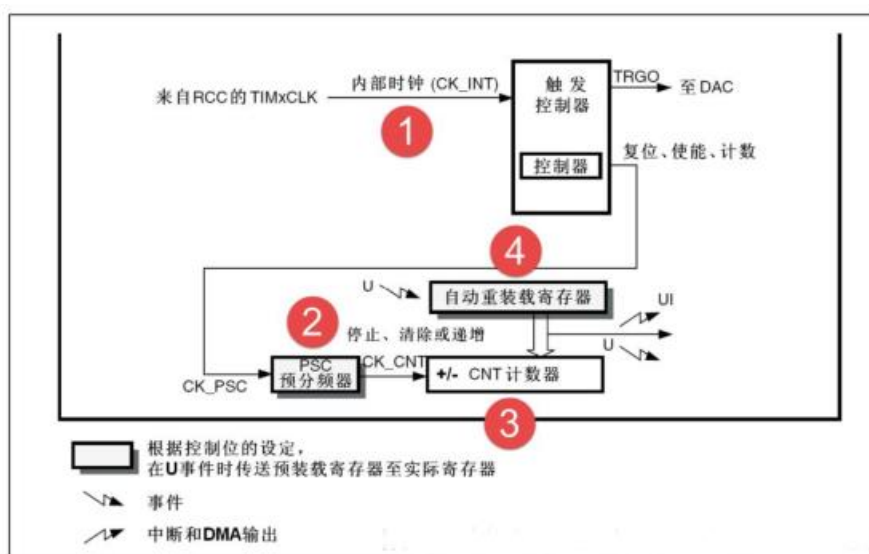 内部时钟 (CK_INT)
来自RCC的TIMxCLK
1
触 发
控制器
TRGO
至DAC
控制器
复位、使能、计数
4
U
自动重装载寄存器
UI
2
停止、清除或递增
U
CK_PSC
PSC
预分频器
CK_CNT
+/- CNT 计数器
3
根据控制位的设定，
在U事件时传送预装载寄存器至实际寄存器
事件
中断和DMA输出